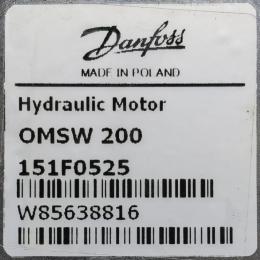 Danfoss
MADE IN POLAND
Hydraulic Motor
OMSW 200
151F0525
W85638816